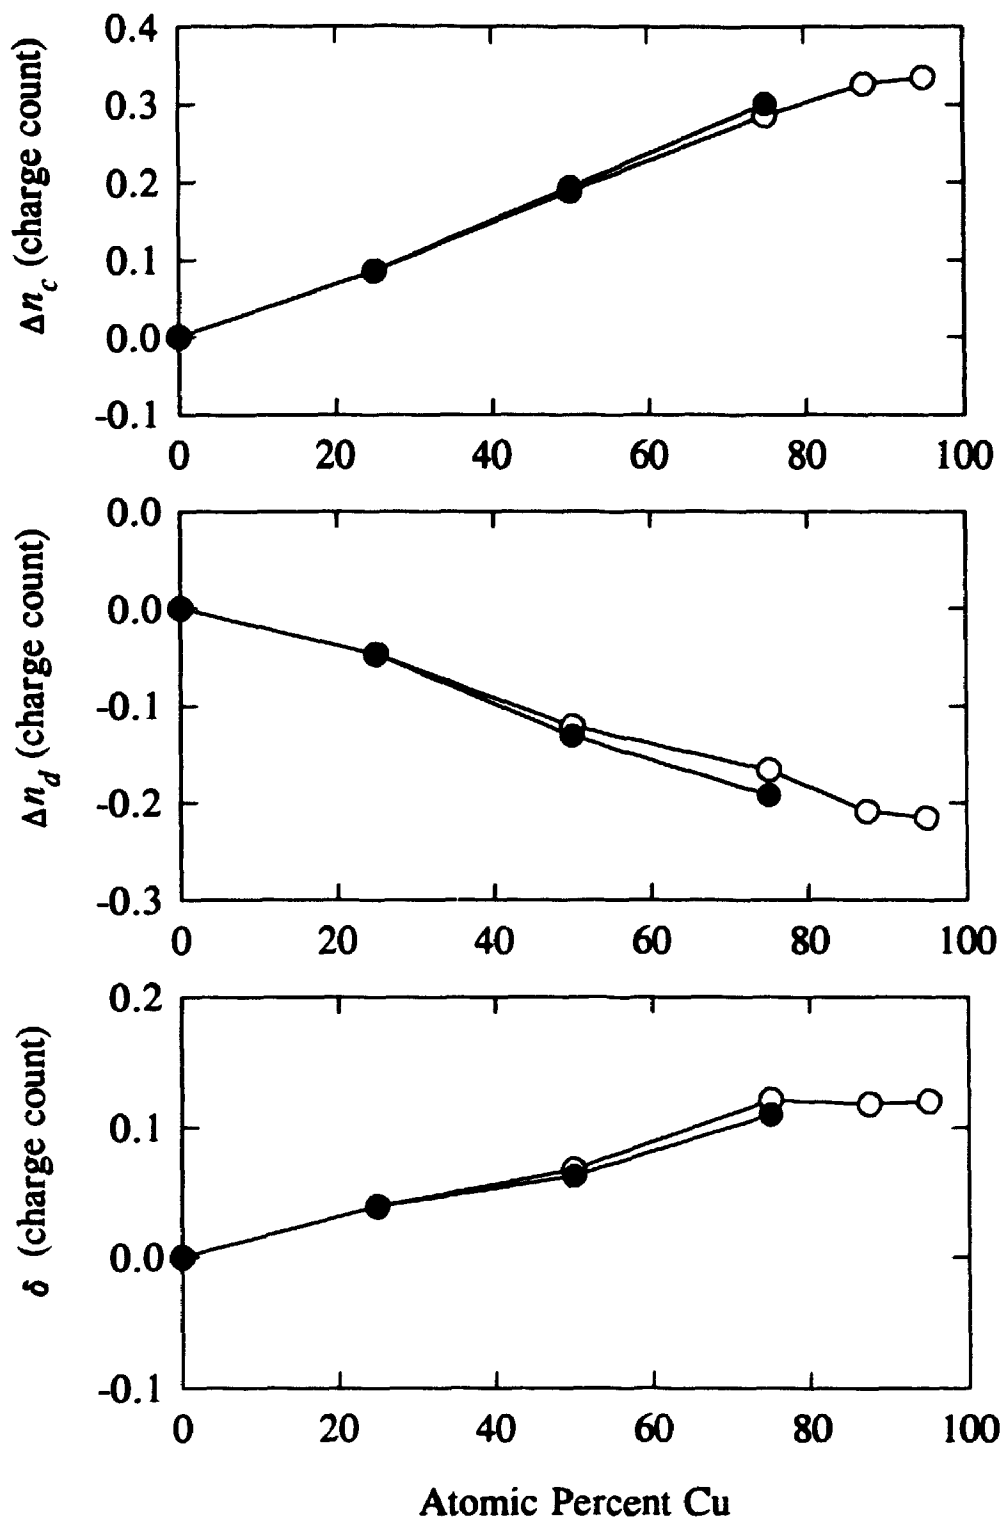 Δn_c (charge count)
0.4
0.3
0.2
0.1
0.0
-0.1
0 20 40 60 80 100
Δn_d (charge count)
0.0
0.0
-0.1
-0.2
-0.3
0 20 40 60 80 100
δ (charge count)
0.2
0.1
0.0
-0.1
0 20 40 60 80 100
Atomic Percent Cu